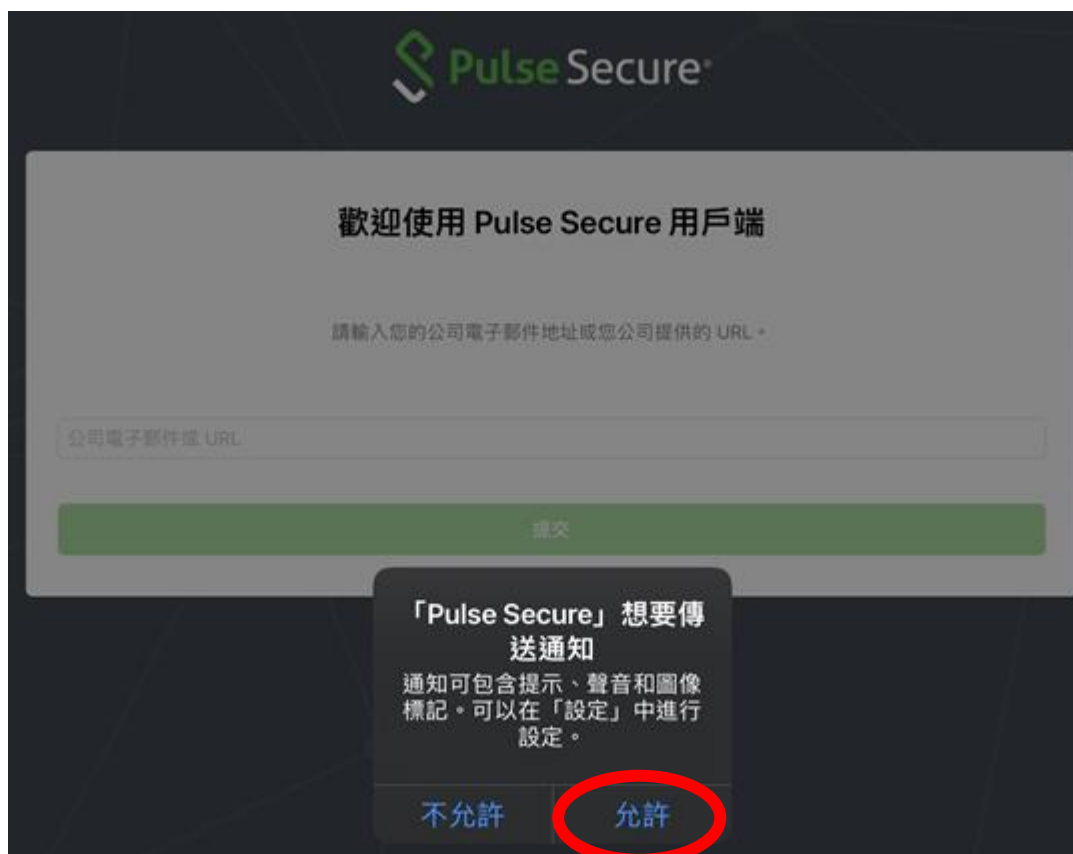 Pulse Secure®
歡迎使用 Pulse Secure 用戶端
請輸入您的公司電子郵件地址或您公司提供的 URL。
公司電子郵件或 URL
提交
「Pulse Secure」想要傳
送通知
通知可包含提示、聲音和圖像
標記。可以在「設定」中進行
設定。
不允許 允許